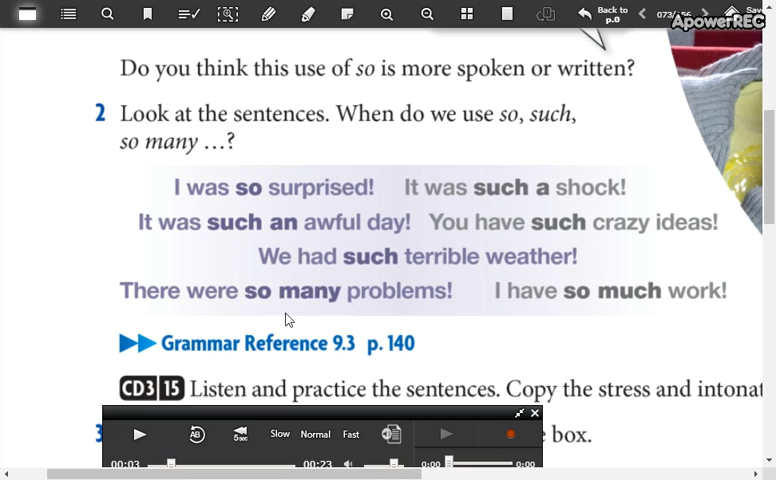 Back to
p.0
073/156
Save
ApowerREC
Do you think this use of so is more spoken or written?
2 Look at the sentences. When do we use so, such,
so many …?
I was so surprised! It was such a shock!
It was such an awful day! You have such crazy ideas!
We had such terrible weather!
There were so many problems! I have so much work!
Grammar Reference 9.3 p. 140
CD3 15 Listen and practice the sentences. Copy the stress and
AB 5sec Slow Normal Fast
3 box.
00:03 00:23 0:00 0:00